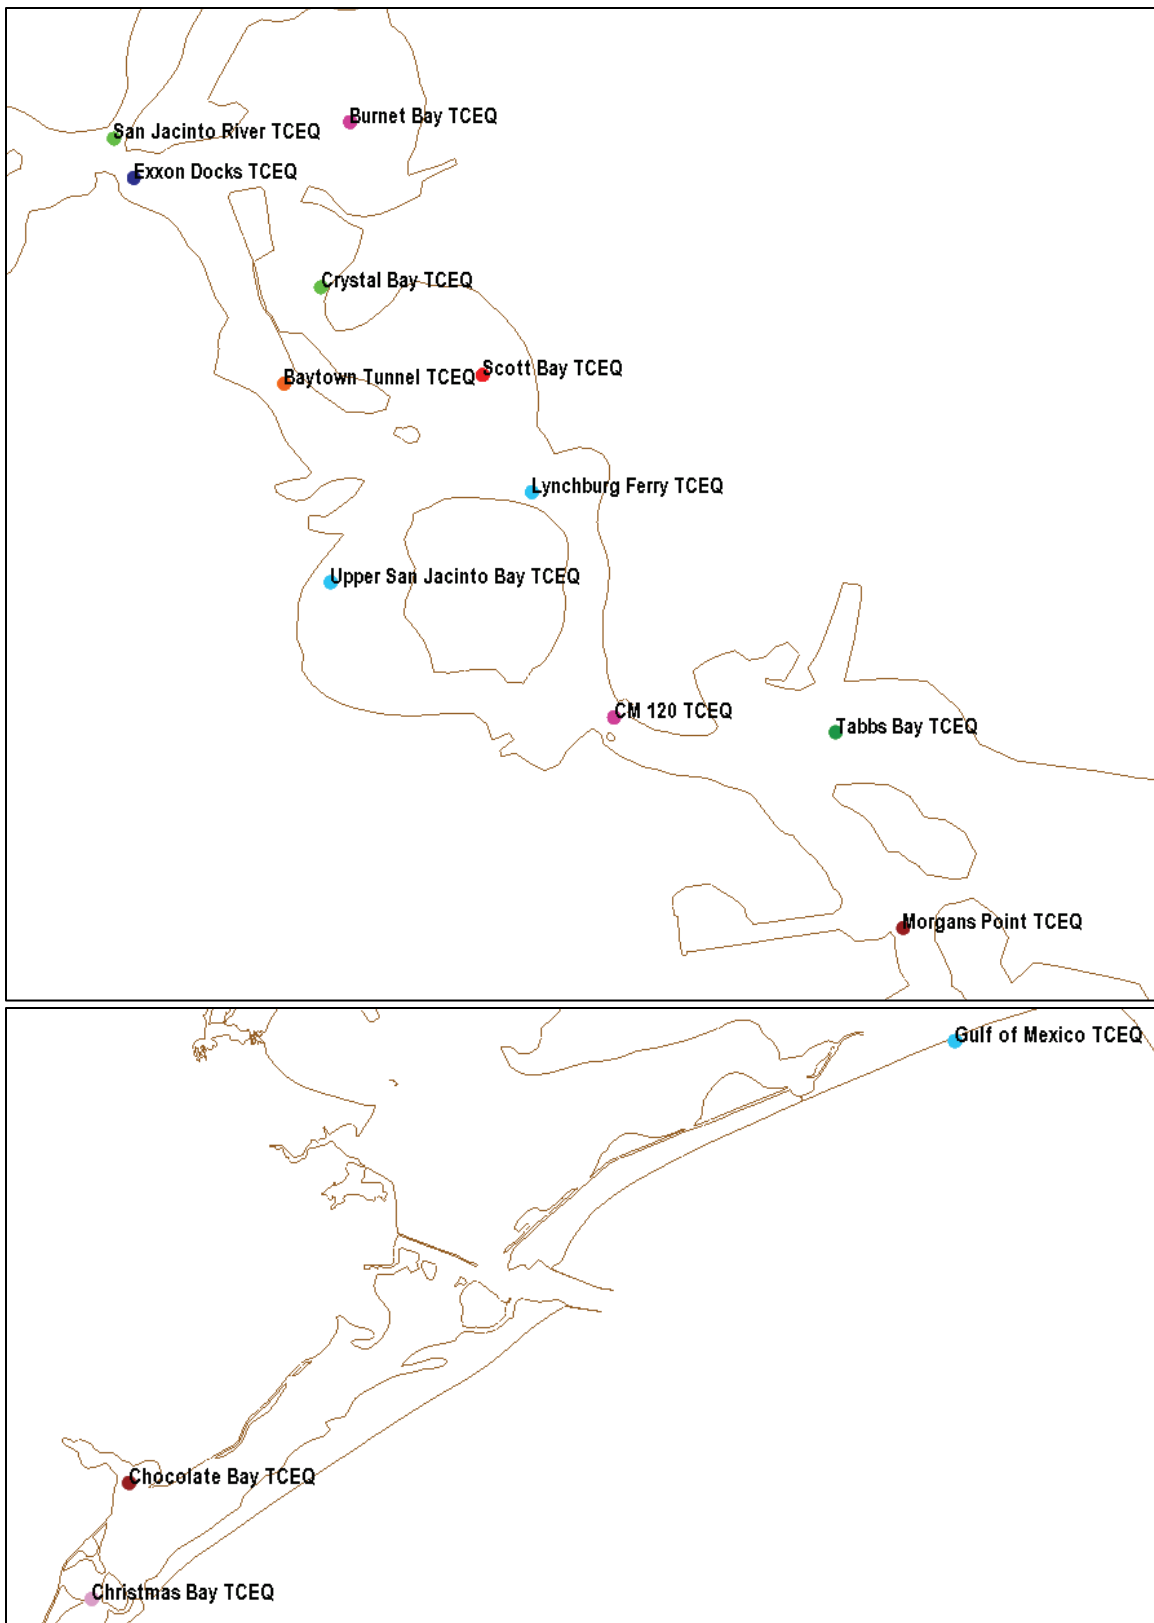 Burnet Bay TCEQ
San Jacinto River TCEQ
Exxon Docks TCEQ
Crystal Bay TCEQ
Scott Bay TCEQ
Baytown Tunnel TCEQ
Lynchburg Ferry TCEQ
Upper San Jacinto Bay TCEQ
CM 120 TCEQ
Tabbs Bay TCEQ
Morgans Point TCEQ
Gulf of Mexico TCEQ
Chocolate Bay TCEQ
Christmas Bay TCEQ